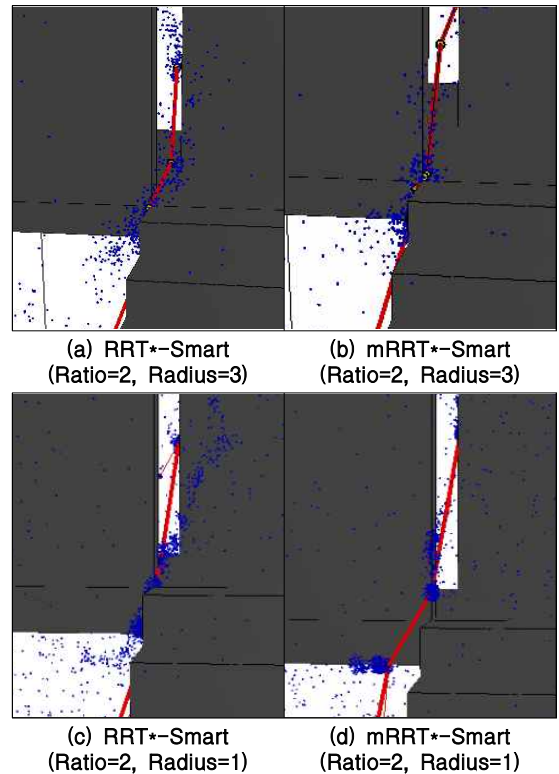 (a) RRT*-Smart
(Ratio=2, Radius=3)
(b) mRRT*-Smart
(Ratio=2, Radius=3)
(c) RRT*-Smart
(Ratio=2, Radius=1)
(d) mRRT*-Smart
(Ratio=2, Radius=1)